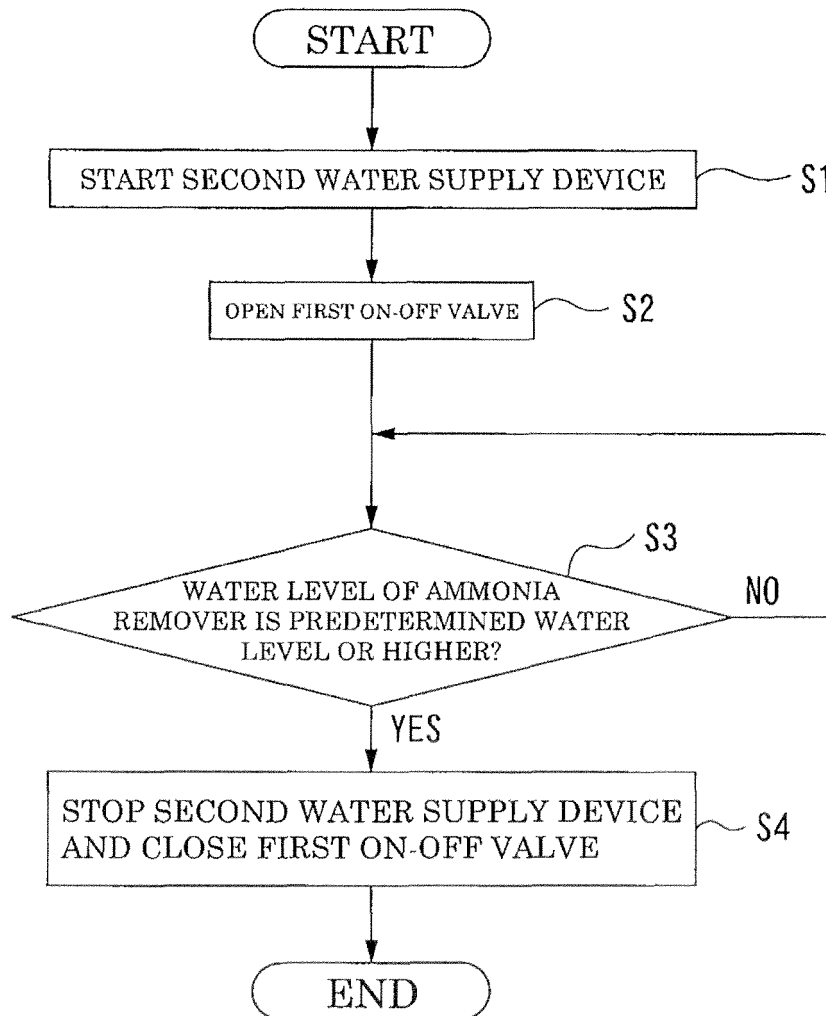 START
START SECOND WATER SUPPLY DEVICE
S1
OPEN FIRST ON-OFF VALVE
S2
S3
WATER LEVEL OF AMMONIA
REMOVER IS PREDETERMINED WATER
LEVEL OR HIGHER?
NO
YES
STOP SECOND WATER SUPPLY DEVICE
AND CLOSE FIRST ON-OFF VALVE
S4
END